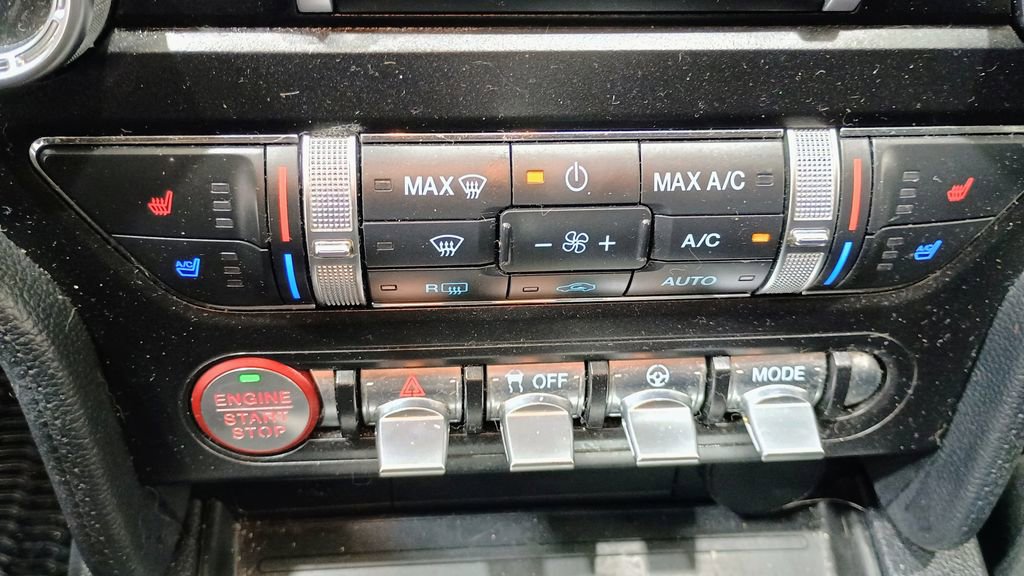 MAX
MAX A/C
- +
A/C
A/C
A/C
R
AUTO
ENGINE
START
STOP
OFF
MODE